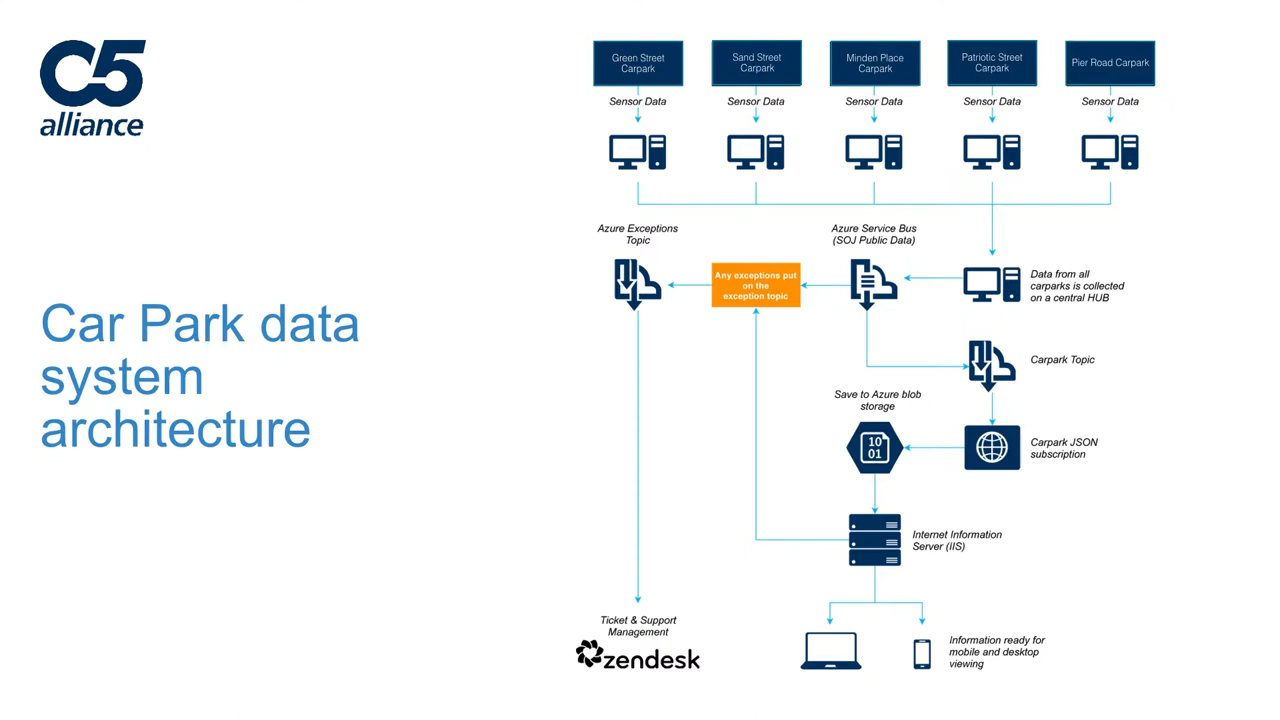 C5
alliance
Car Park data
system
architecture
Green Street
Carpark
Sand Street
Carpark
Minden Place
Carpark
Patriotic Street
Carpark
Pier Road Carpark
Sensor Data
Sensor Data
Sensor Data
Sensor Data
Sensor Data
Azure Exceptions
Topic
Azure Service Bus
(SOJ Public Data)
Any exceptions put
on the
exception topic
Data from all
carparks is collected
on a central HUB
Carpark Topic
Save to Azure blob
storage
10
01
Carpark JSON
subscription
Internet Information
Server (IIS)
Ticket & Support
Management
zendesk
Information ready for
mobile and desktop
viewing